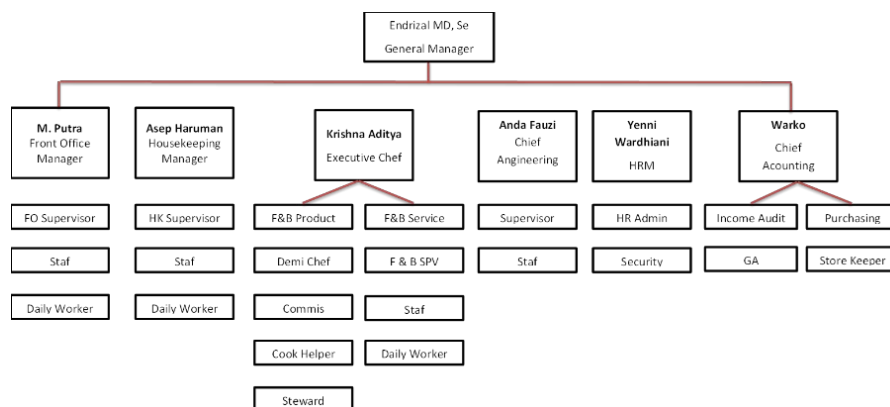 Endrizal MD, Se
General Manager
M. Putra
Front Office
Manager
Asep Haruman
Housekeeping
Manager
Krishna Aditya
Executive Chef
Anda Fauzi
Chief
Angineering
Yenni
Wardhiani
HRM
Warko
Chief
Acounting
FO Supervisor
HK Supervisor
F&B Product
F&B Service
Supervisor
HR Admin
Income Audit
Purchasing
Staf
Staf
Demi Chef
F & B SPV
Staf
Security
GA
Store Keeper
Daily Worker
Daily Worker
Commis
Staf
Cook Helper
Daily Worker
Steward